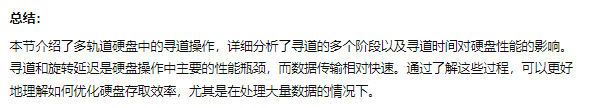 总结：
本节介绍了多轨道硬盘中的寻道操作，详细分析了寻道的多个阶段以及寻道时间对硬盘性能的影响。
寻道和旋转延迟是硬盘操作中主要的性能瓶颈，而数据传输相对快速。通过了解这些过程，可以更好
地理解如何优化硬盘存取效率，尤其是在处理大量数据的情况下。